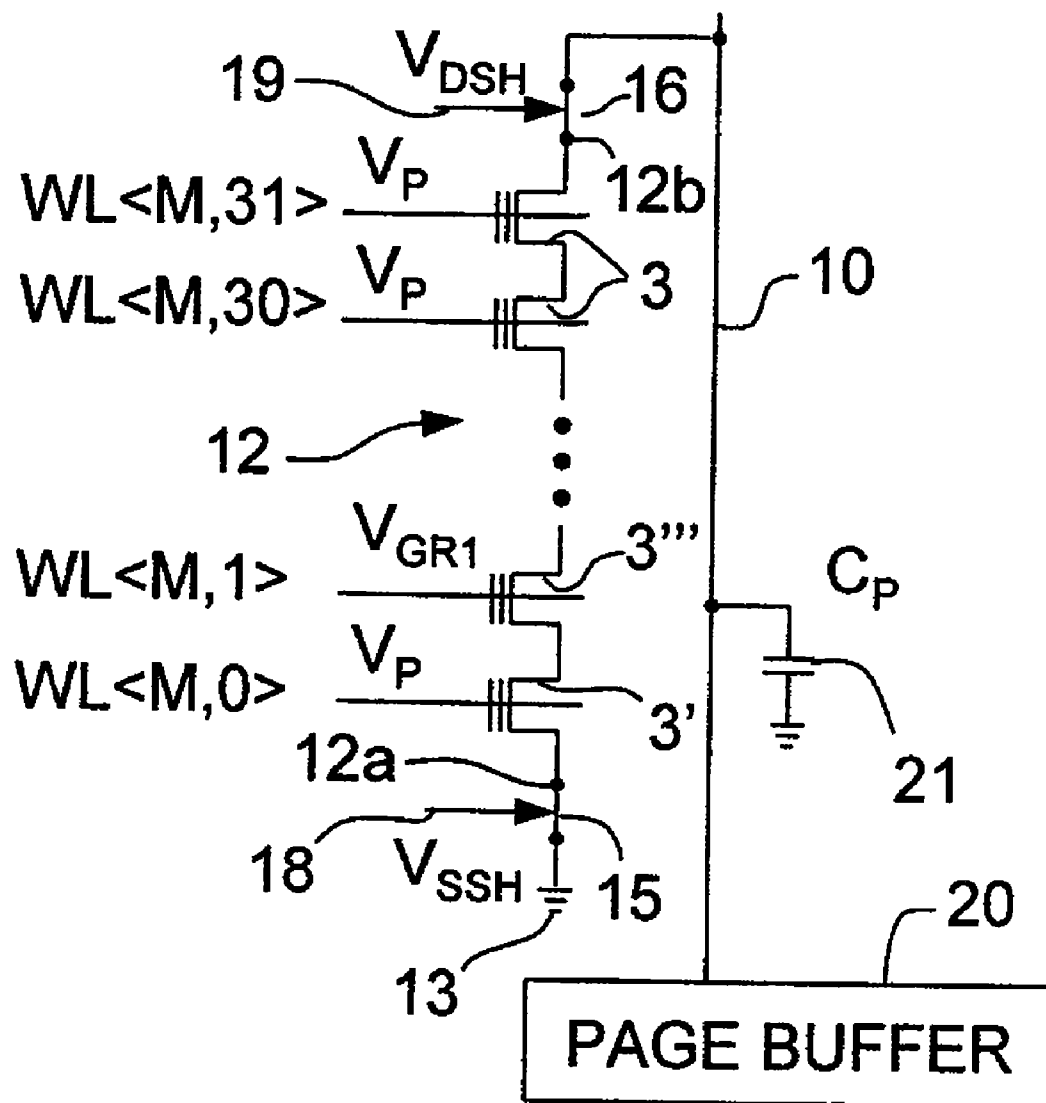 V_DSH
19
16
V_P
12b
WL<M,31>
V_P
3
10
WL<M,30>
12
V_GR1
3'''
C_P
WL<M,1>
V_P
WL<M,0>
3'
21
12a
18
V_SSH
15
20
13
PAGE BUFFER